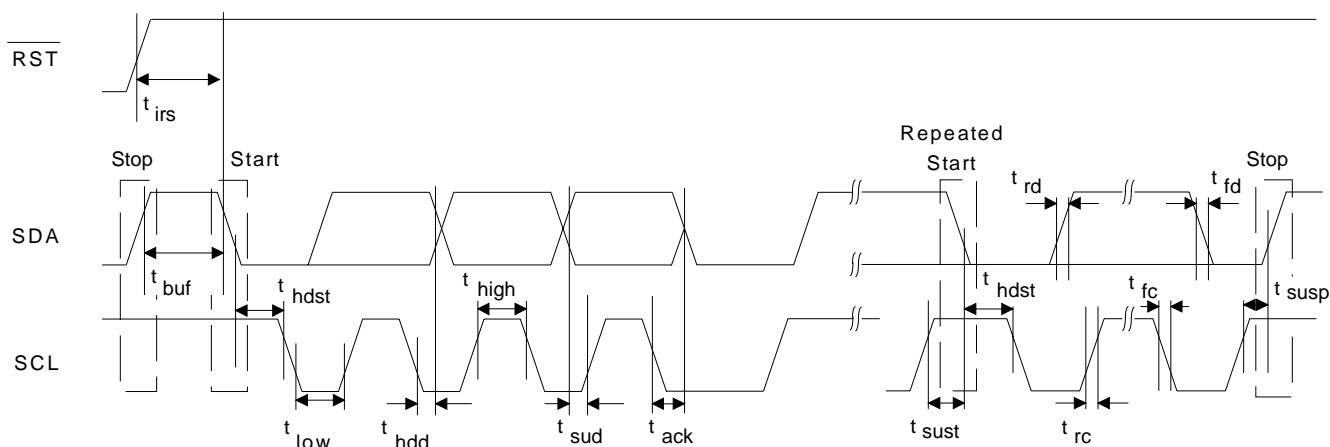 RST
t irs
Repeated
Stop
Start
Start
Stop
t rd
t fd
SDA
t buf
t hdst
t high
t hdst
t fc
t susp
SCL
t low
t hdd
t sud
t ack
t sust
t rc